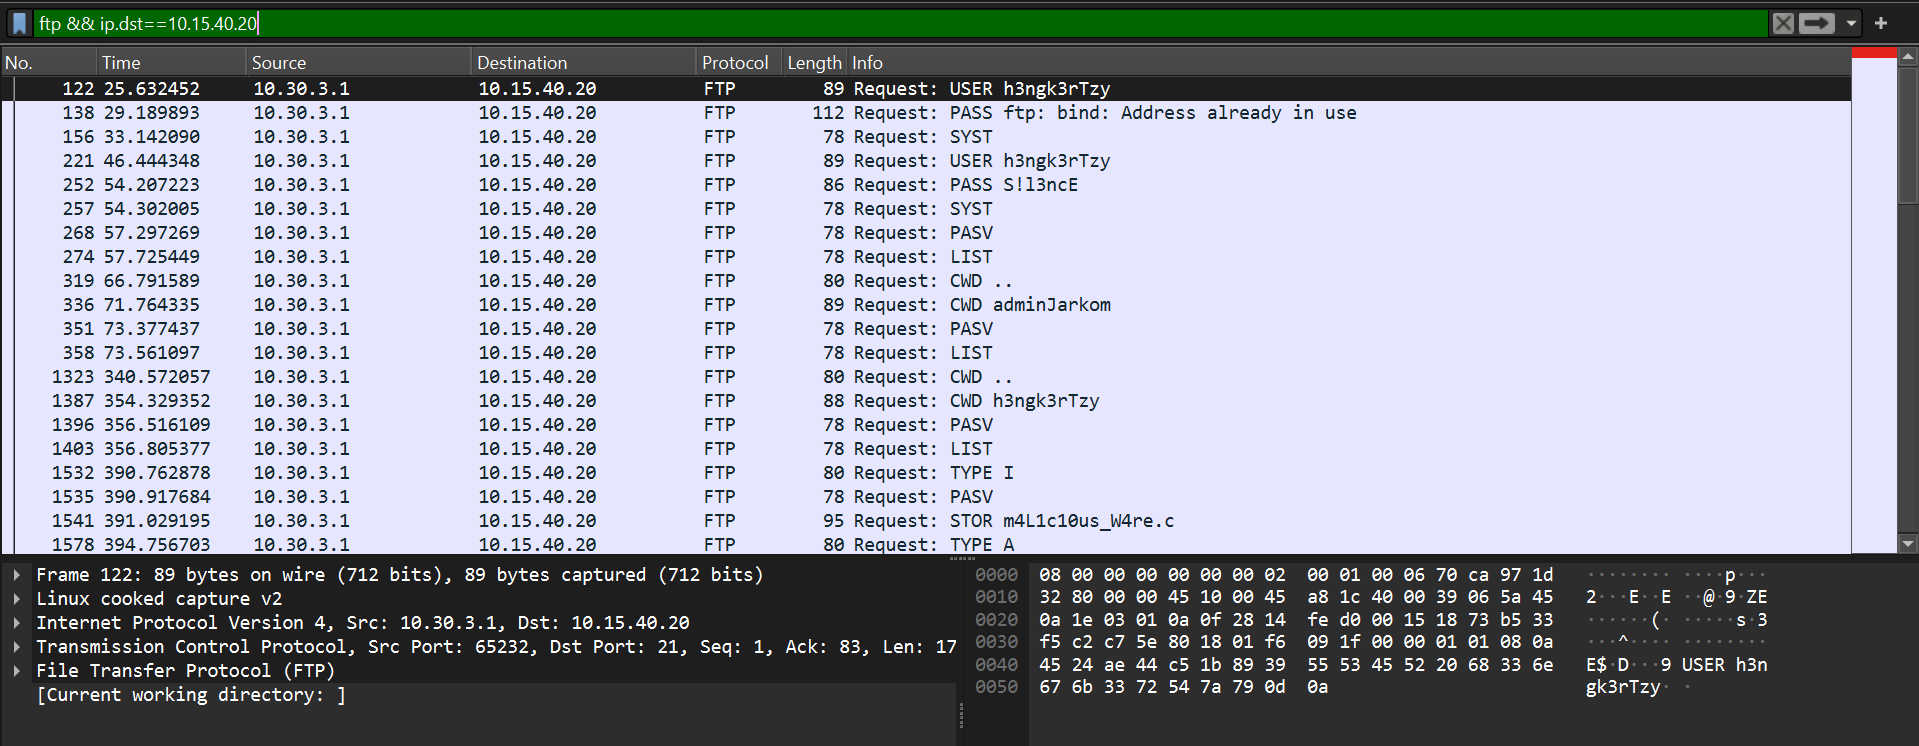 ftp && ip.dst==10.15.40.20
No. Time Source Destination Protocol Length Info
122 25.632452 10.30.3.1 10.15.40.20 FTP 89 Request: USER h3ngk3rTzy
138 29.189893 10.30.3.1 10.15.40.20 FTP 112 Request: PASS ftp: bind: Address already in use
156 33.142090 10.30.3.1 10.15.40.20 FTP 78 Request: SYST
221 46.444348 10.30.3.1 10.15.40.20 FTP 89 Request: USER h3ngk3rTzy
252 54.207223 10.30.3.1 10.15.40.20 FTP 86 Request: PASS S!l3ncE
257 54.302005 10.30.3.1 10.15.40.20 FTP 78 Request: SYST
268 57.297269 10.30.3.1 10.15.40.20 FTP 78 Request: PASV
274 57.725449 10.30.3.1 10.15.40.20 FTP 78 Request: LIST
319 66.791589 10.30.3.1 10.15.40.20 FTP 80 Request: CWD ..
336 71.764335 10.30.3.1 10.15.40.20 FTP 89 Request: CWD adminJarkom
351 73.377437 10.30.3.1 10.15.40.20 FTP 78 Request: PASV
358 73.561097 10.30.3.1 10.15.40.20 FTP 78 Request: LIST
1323 340.572057 10.30.3.1 10.15.40.20 FTP 80 Request: CWD ..
1387 354.329352 10.30.3.1 10.15.40.20 FTP 88 Request: CWD h3ngk3rTzy
1396 356.516109 10.30.3.1 10.15.40.20 FTP 78 Request: PASV
1403 356.805377 10.30.3.1 10.15.40.20 FTP 78 Request: LIST
1532 390.762878 10.30.3.1 10.15.40.20 FTP 80 Request: TYPE I
1535 390.917684 10.30.3.1 10.15.40.20 FTP 78 Request: PASV
1541 391.029195 10.30.3.1 10.15.40.20 FTP 95 Request: STOR m4L1c10us_W4re.c
1578 394.756703 10.30.3.1 10.15.40.20 FTP 80 Request: TYPE A
Frame 122: 89 bytes on wire (712 bits), 89 bytes captured (712 bits)
Linux cooked capture v2
Internet Protocol Version 4, Src: 10.30.3.1, Dst: 10.15.40.20
Transmission Control Protocol, Src Port: 65232, Dst Port: 21, Seq: 1, Ack: 83, Len: 17
File Transfer Protocol (FTP)
[Current working directory: ]
0000 08 00 00 00 00 00 00 02 00 01 00 06 70 ca 97 1d ········ ····p···
0010 32 80 00 00 45 10 00 45 a8 1c 40 00 39 06 5a 45 2···E··E ··@·9·ZE
0020 0a 1e 03 01 0a 0f 28 14 fe d0 00 15 18 73 b5 33 ······(· ·····s·3
0030 f5 c2 c7 5e 80 18 01 f6 09 1f 00 00 01 01 08 0a ···^···· ········
0040 45 24 ae 44 c5 1b 89 39 55 53 45 52 20 68 33 6e E$·D···9 USER h3n
0050 67 6b 33 72 54 7a 79 0d 0a gk3rTzy· ·